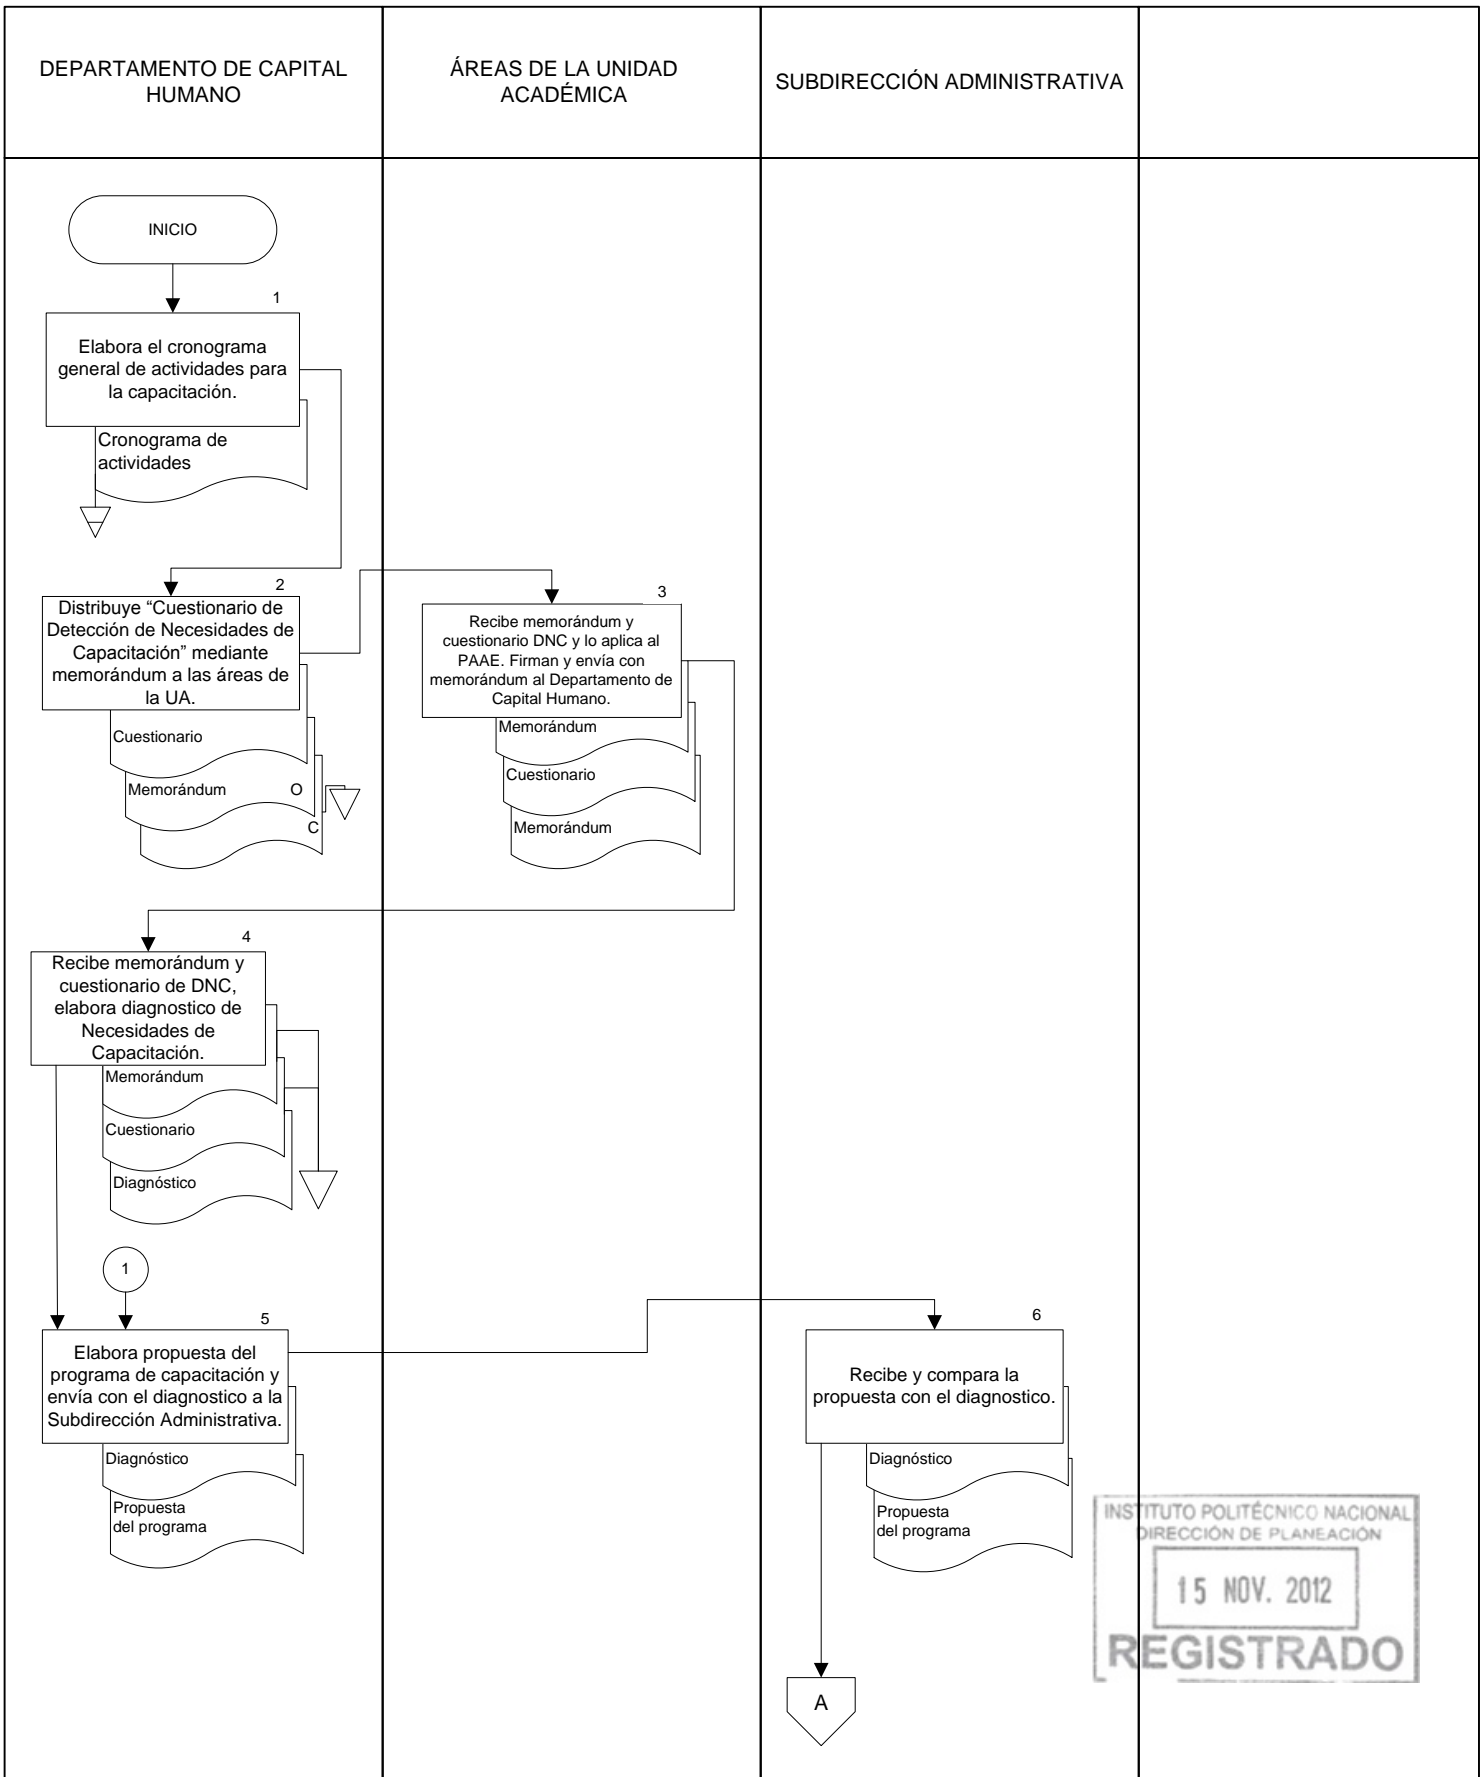 DEPARTAMENTO DE CAPITAL
HUMANO
ÁREAS DE LA UNIDAD
ACADÉMICA
SUBDIRECCIÓN ADMINISTRATIVA
INICIO
1
Elabora el cronograma
general de actividades para
la capacitación.
Cronograma de
actividades
2
Distribuye “Cuestionario de
Detección de Necesidades de
Capacitación” mediante
memorándum a las áreas de
la UA.
Cuestionario
Memorándum
O
C
3
Recibe memorándum y
cuestionario DNC y lo aplica al
PAAE. Firman y envía con
memorándum al Departamento de
Capital Humano.
Memorándum
Cuestionario
Memorándum
4
Recibe memorándum y
cuestionario de DNC,
elabora diagnostico de
Necesidades de
Capacitación.
Memorándum
Cuestionario
Diagnóstico
1
5
Elabora propuesta del
programa de capacitación y
envía con el diagnostico a la
Subdirección Administrativa.
Diagnóstico
Propuesta
del programa
6
Recibe y compara la
propuesta con el diagnostico.
Diagnóstico
Propuesta
del programa
A
INSTITUTO POLITÉCNICO NACIONAL
DIRECCIÓN DE PLANEACIÓN
15 NOV. 2012
REGISTRADO